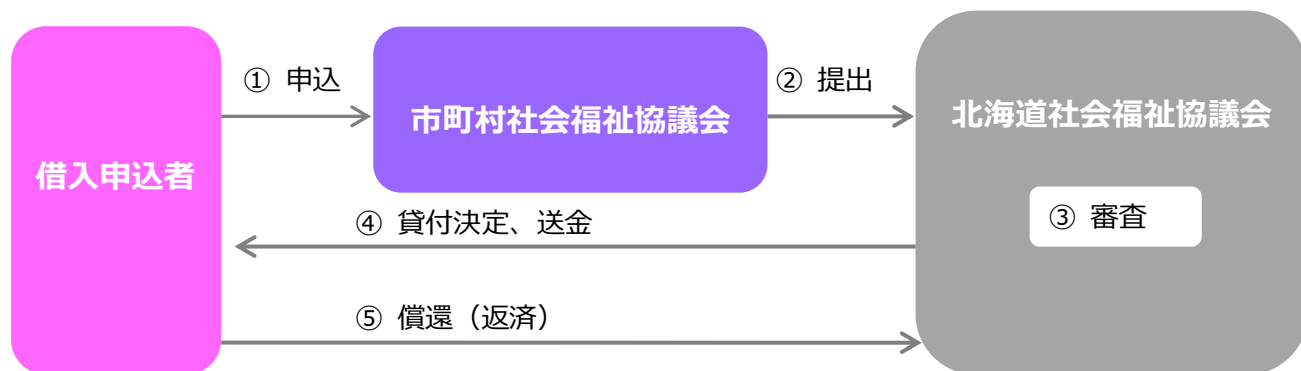 借入申込者
① 申込
市町村社会福祉協議会
② 提出
北海道社会福祉協議会
③ 審査
④ 貸付決定、送金
⑤ 償還（返済）